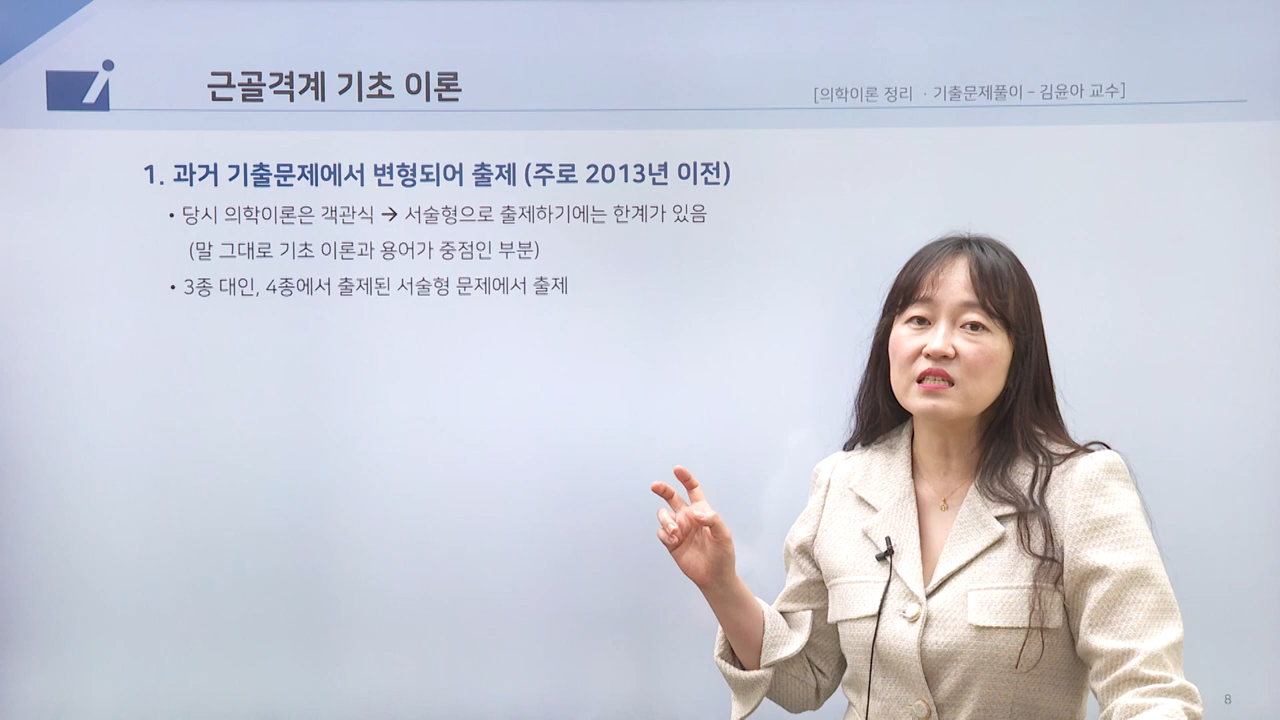 근골격계 기초 이론
[의학이론 정리 · 기출문제풀이 - 김윤아 교수]
1. 과거 기출문제에서 변형되어 출제 (주로 2013년 이전)
• 당시 의학이론은 객관식 → 서술형으로 출제하기에는 한계가 있음
(말 그대로 기초 이론과 용어가 중점인 부분)
• 3종 대인, 4종에서 출제된 서술형 문제에서 출제
8